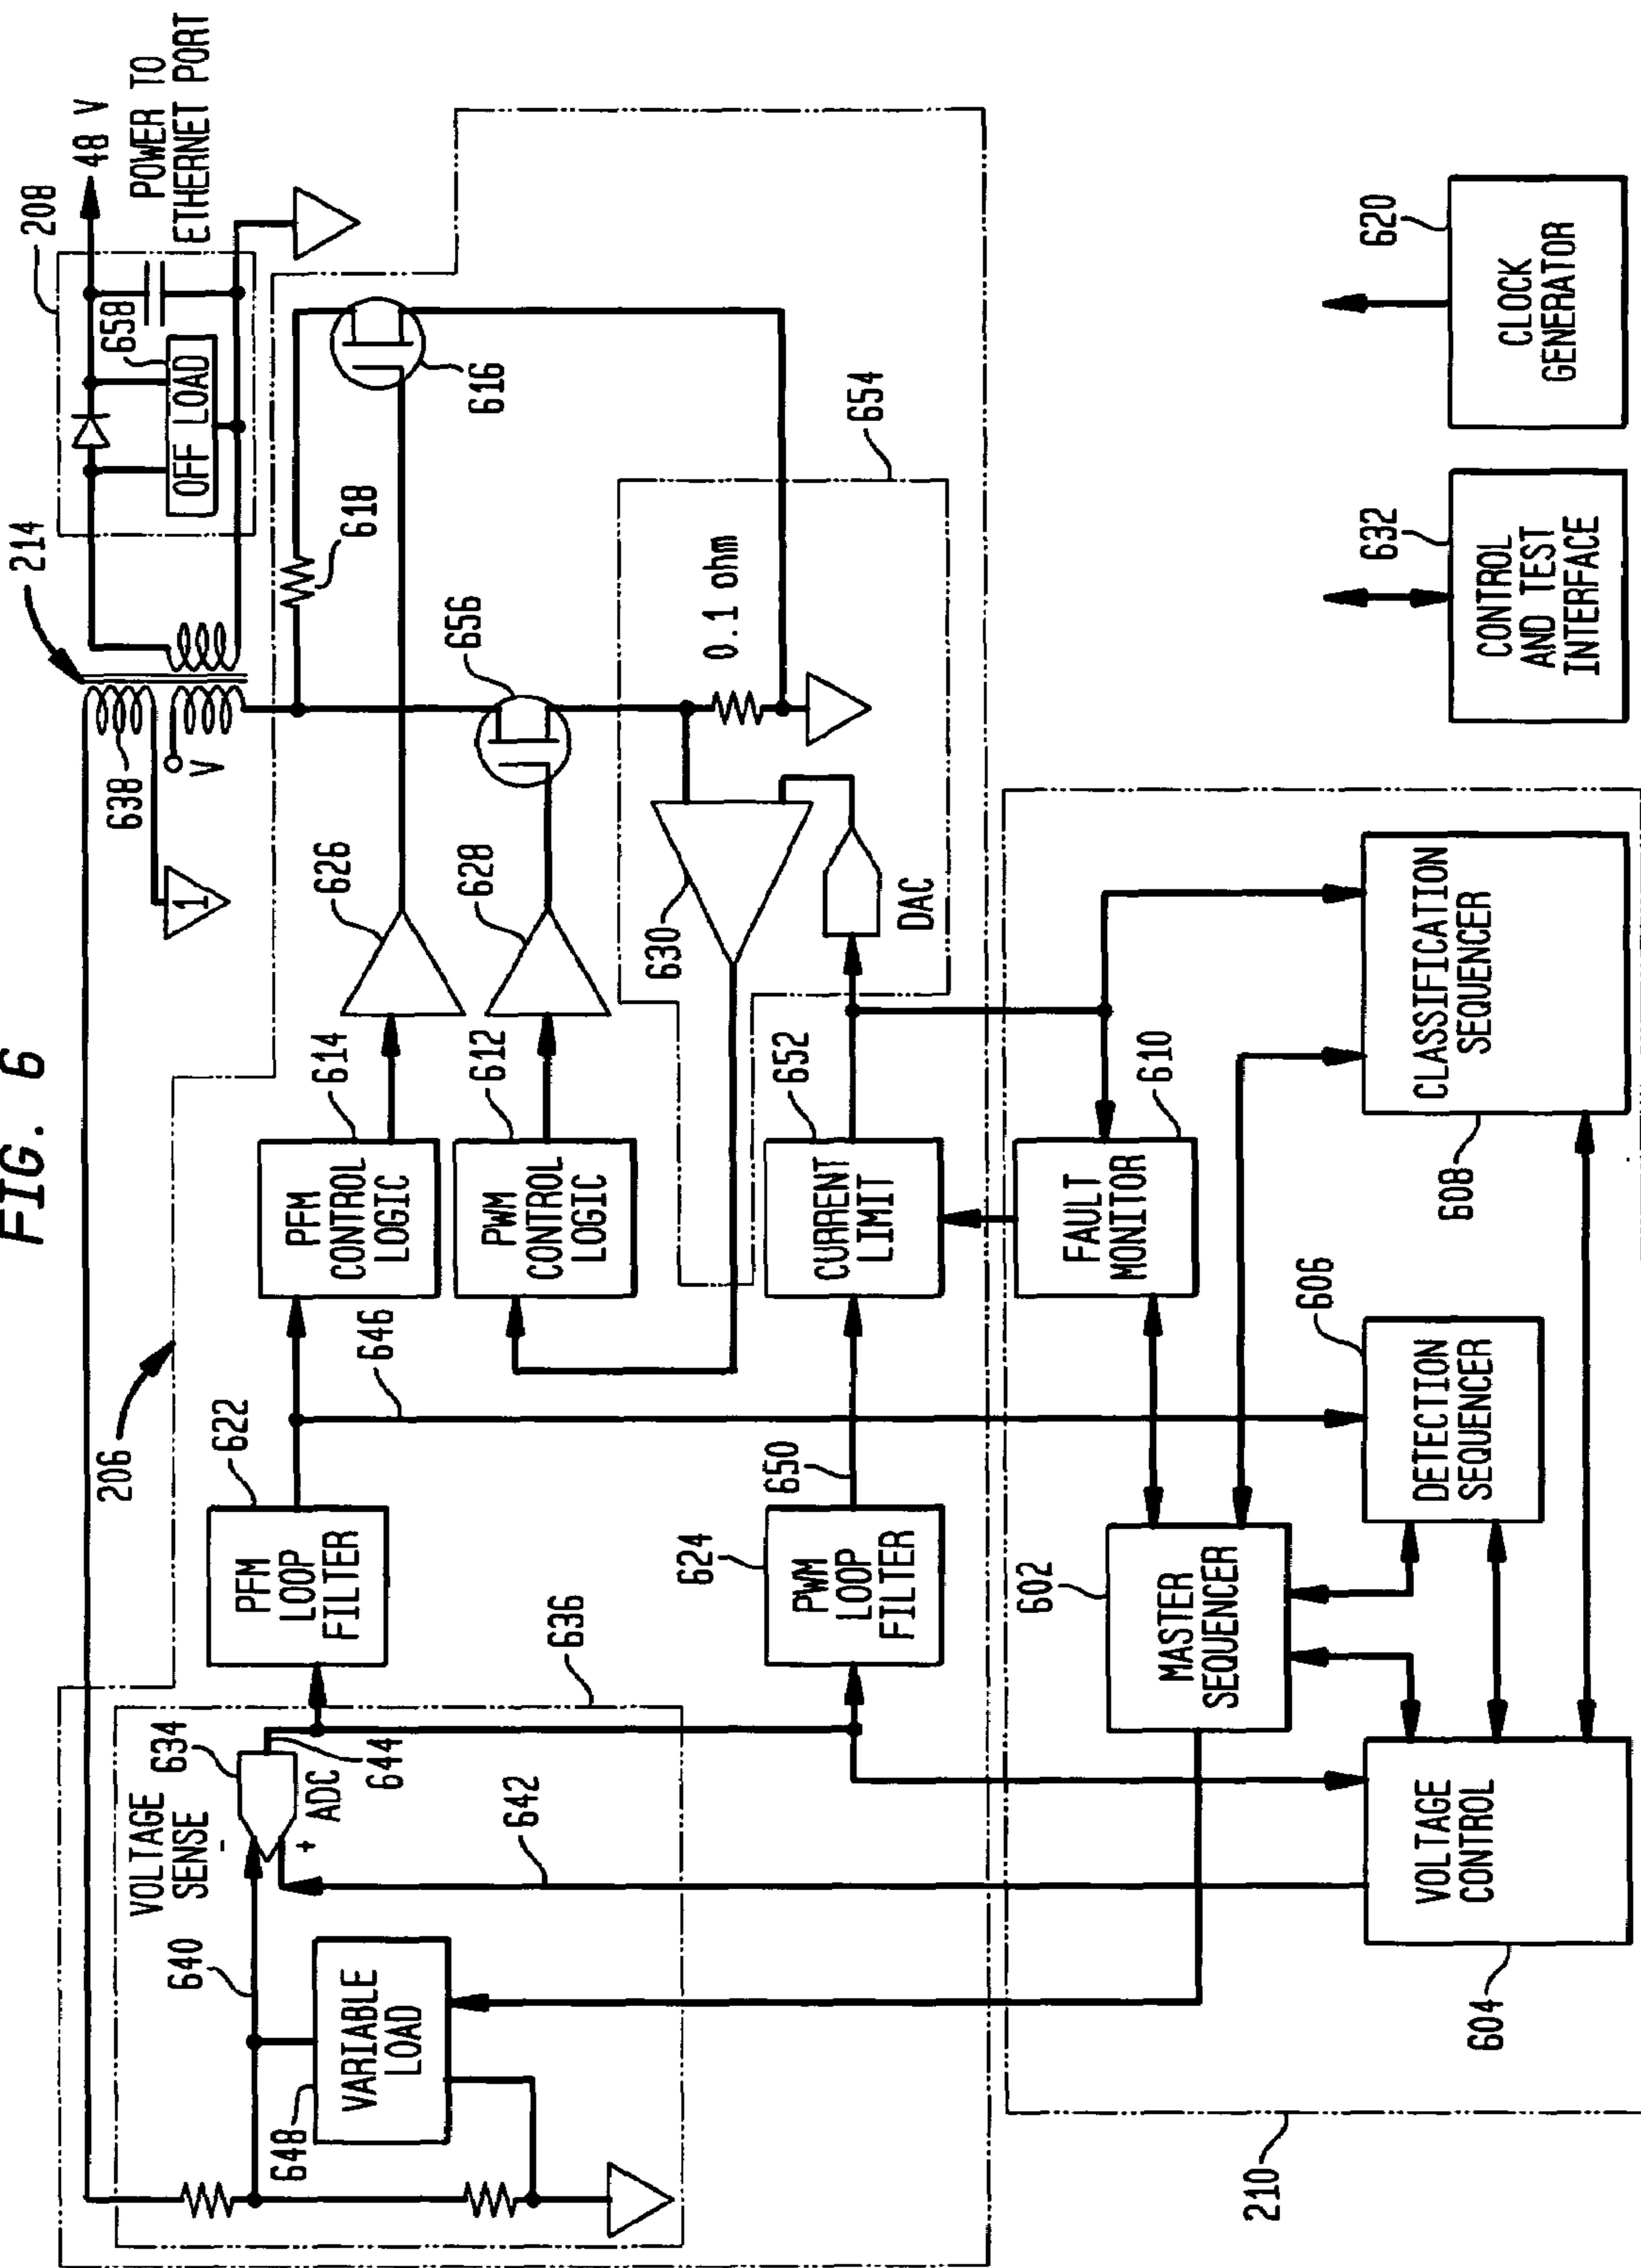 FIG. 6
206
214
208
48 V
POWER TO
ETHERNET PORT
658
OFF LOAD
638
V
1
618
616
626
656
628
614
PFM
CONTROL
LOGIC
612
PWM
CONTROL
LOGIC
622
PFM
LOOP
FILTER
646
636
VOLTAGE
SENSE
634
-
+
ADC
644
640
642
648
VARIABLE
LOAD
630
0.1 ohm
654
DAC
652
CURRENT
LIMIT
650
624
PWM
LOOP
FILTER
610
FAULT
MONITOR
602
MASTER
SEQUENCER
604
VOLTAGE
CONTROL
606
DETECTION
SEQUENCER
608
CLASSIFICATION
SEQUENCER
210
632
CONTROL
AND TEST
INTERFACE
620
CLOCK
GENERATOR